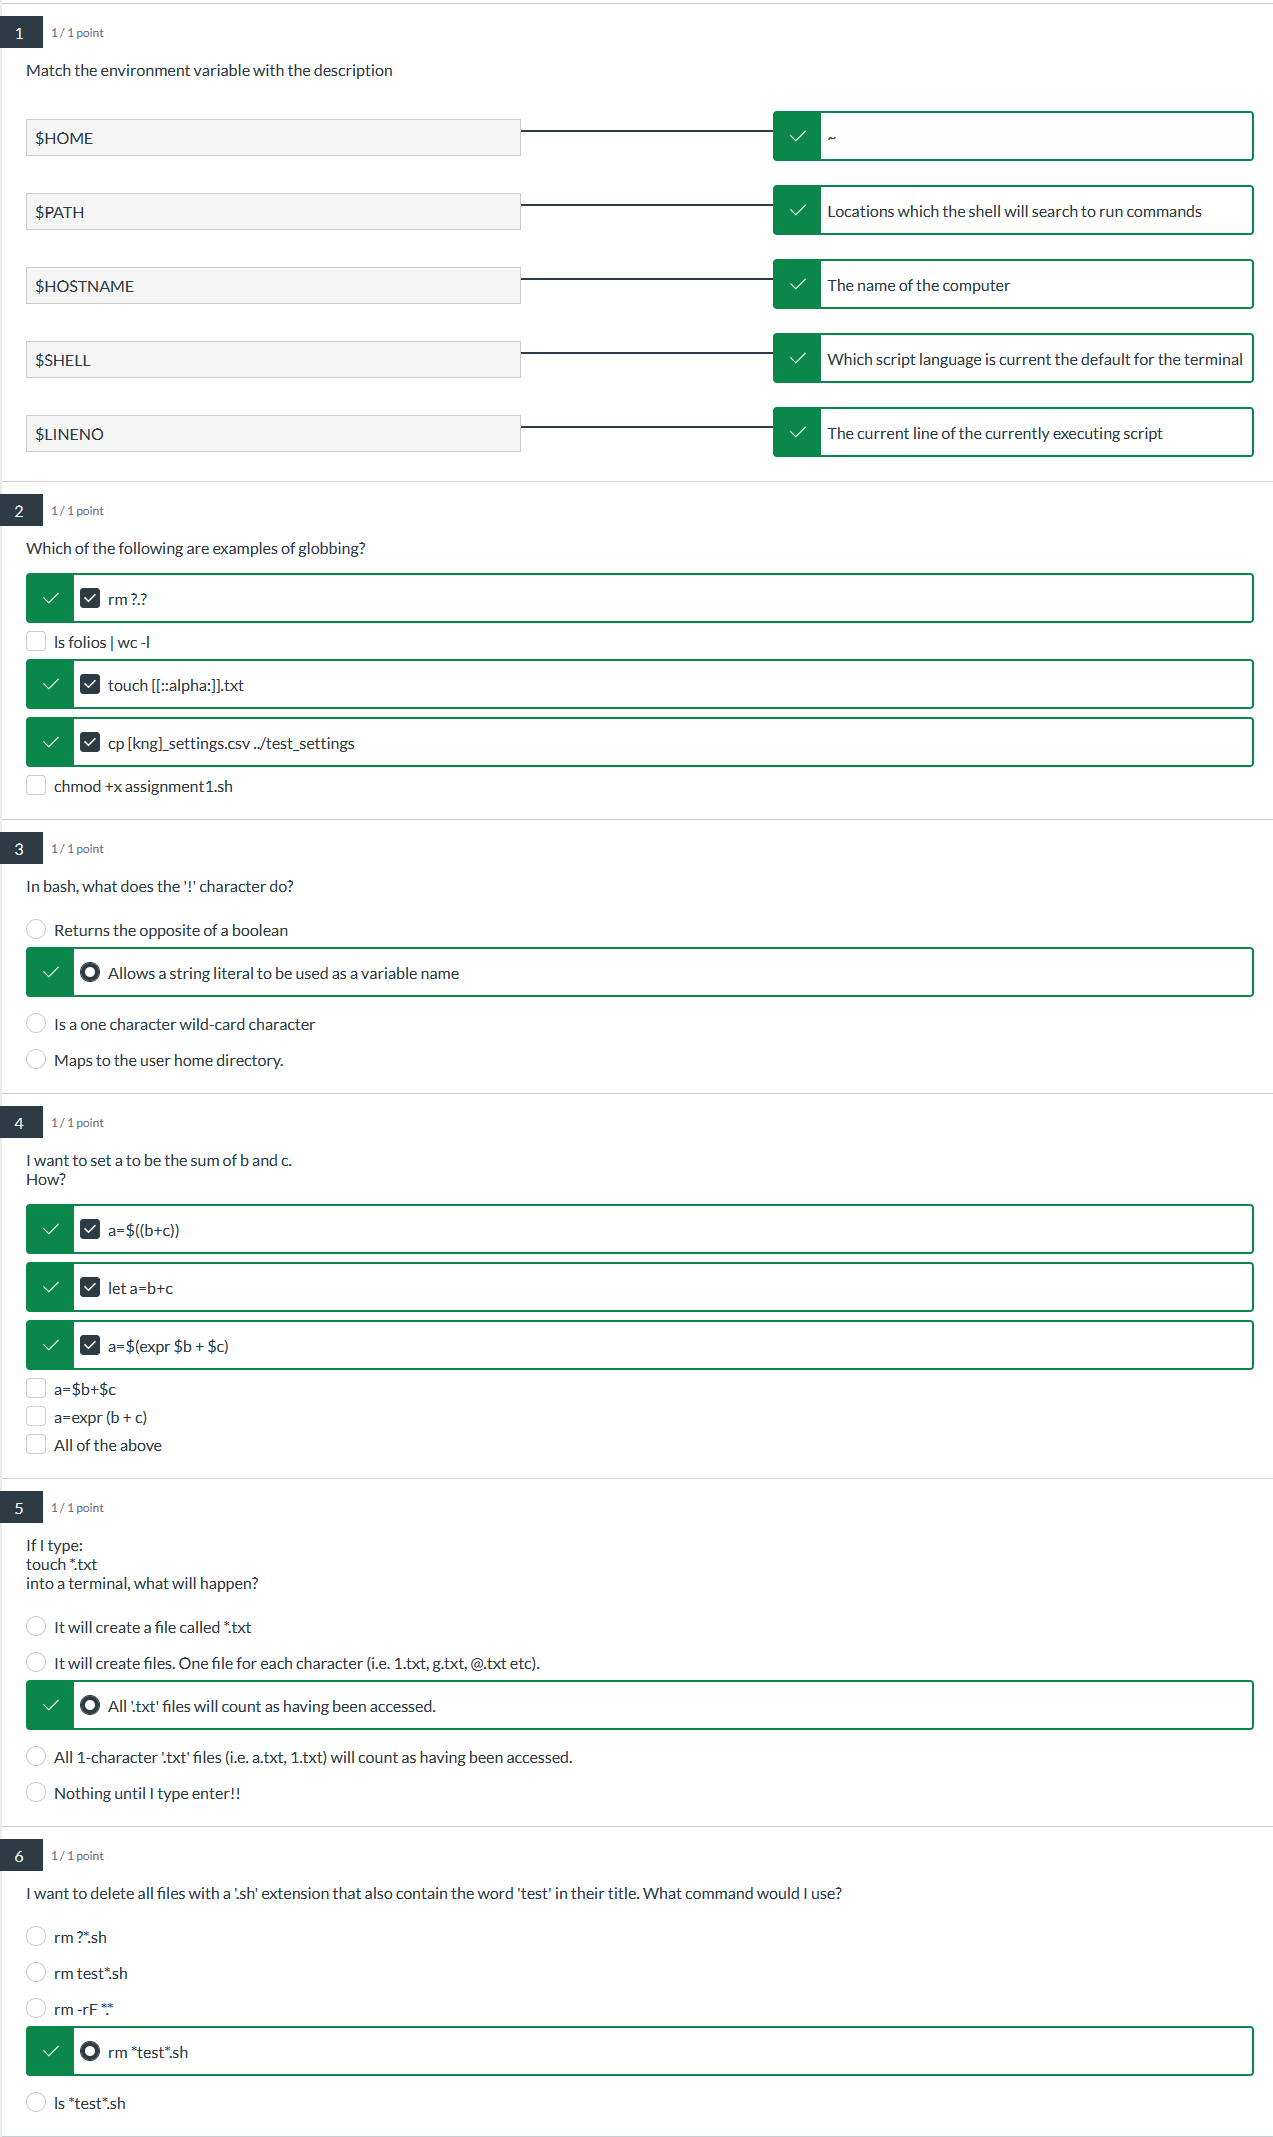 1
1 / 1 point
Match the environment variable with the description
$HOME
~
$PATH
Locations which the shell will search to run commands
$HOSTNAME
The name of the computer
$SHELL
Which script language is current the default for the terminal
$LINENO
The current line of the currently executing script
2
1 / 1 point
Which of the following are examples of globbing?
rm ?.?
ls folios | wc -l
touch [[::alpha:]].txt
cp [kng]_settings.csv ../test_settings
chmod +x assignment1.sh
3
1 / 1 point
In bash, what does the '!' character do?
Returns the opposite of a boolean
Allows a string literal to be used as a variable name
Is a one character wild-card character
Maps to the user home directory.
4
1 / 1 point
I want to set a to be the sum of b and c.
How?
a=$((b+c))
let a=b+c
a=$(expr $b + $c)
a=$b+$c
a=expr (b + c)
All of the above
5
1 / 1 point
If I type:
touch *.txt
into a terminal, what will happen?
It will create a file called *.txt
It will create files. One file for each character (i.e. 1.txt, g.txt, @.txt etc).
All '.txt' files will count as having been accessed.
All 1-character '.txt' files (i.e. a.txt, 1.txt) will count as having been accessed.
Nothing until I type enter!!
6
1 / 1 point
I want to delete all files with a '.sh' extension that also contain the word 'test' in their title. What command would I use?
rm ?*.sh
rm test*.sh
rm -rF *.*
rm *test*.sh
ls *test*.sh